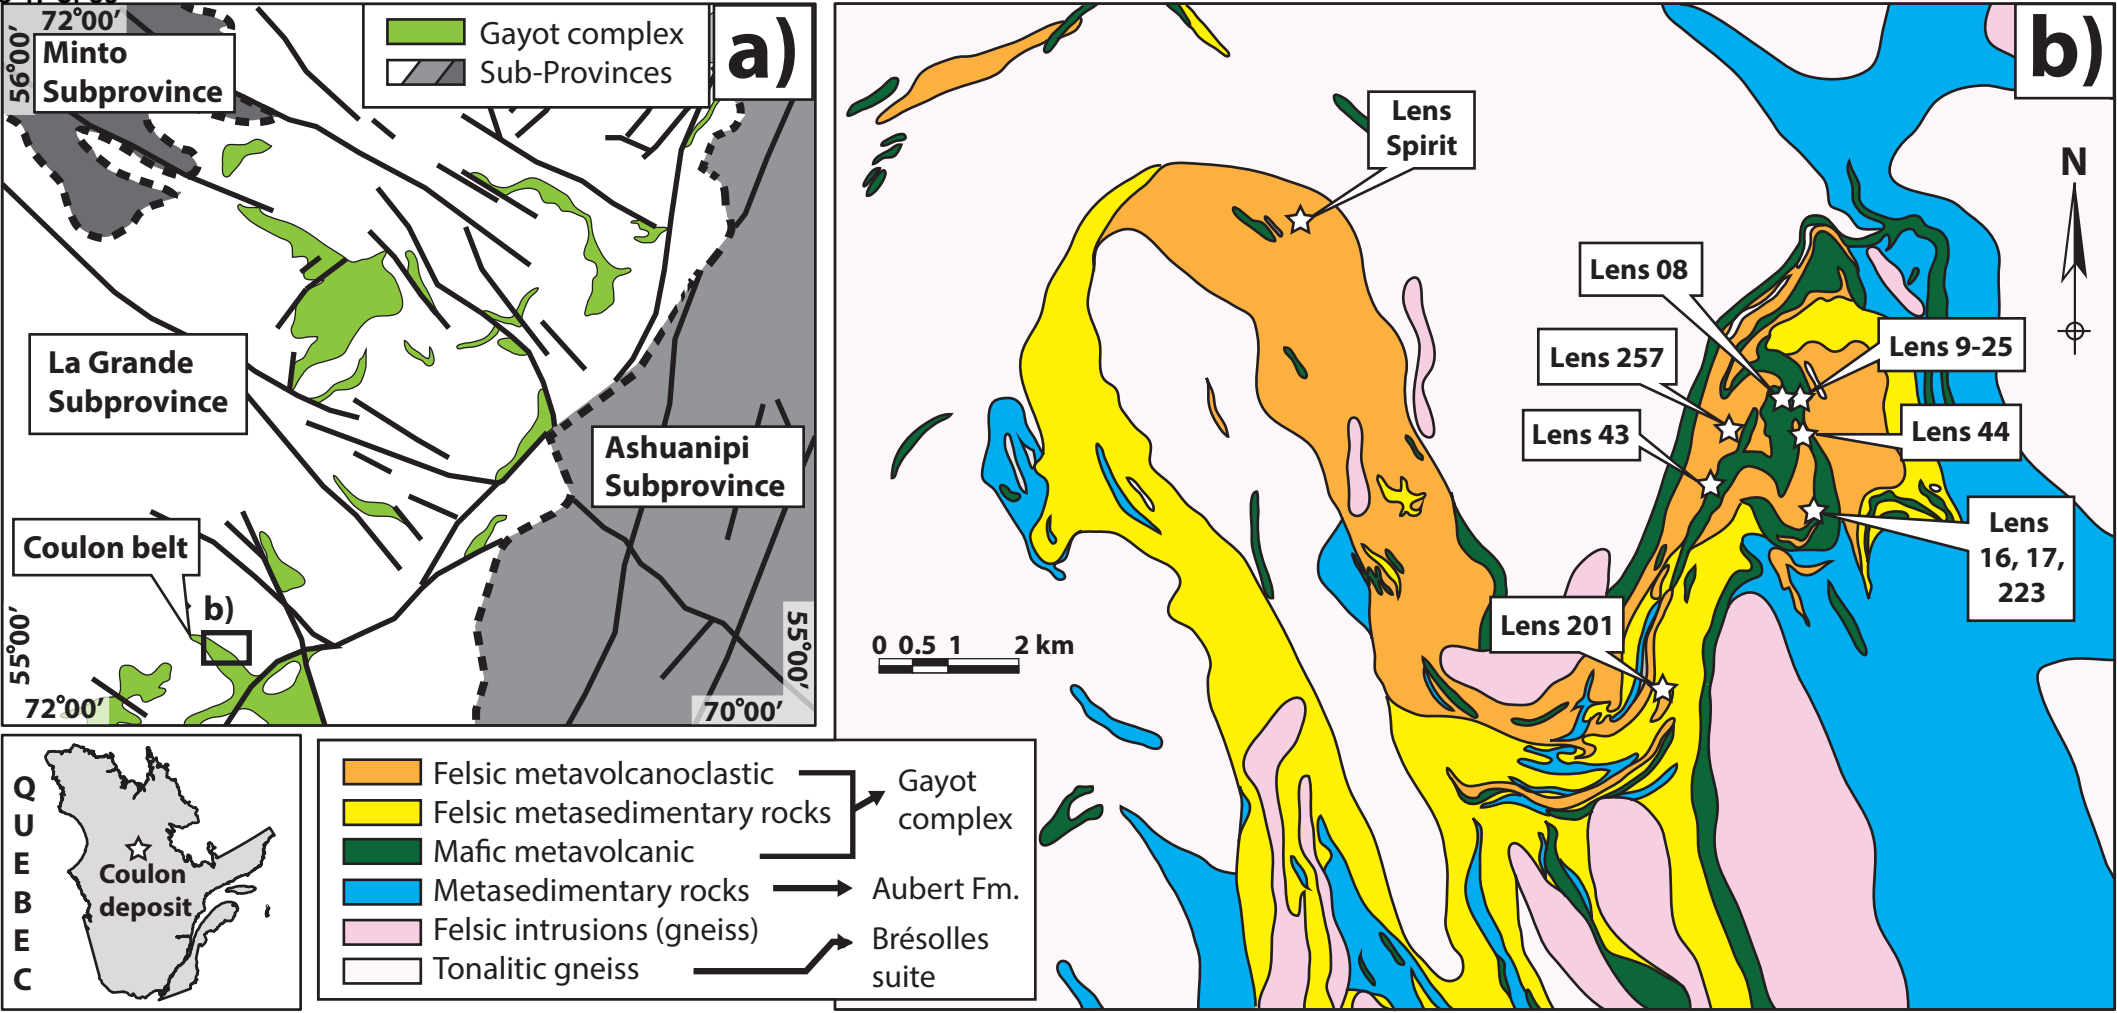 72°00′
56°00′
Minto
Subprovince
Gayot complex
Sub-Provinces
a)
La Grande
Subprovince
Ashuanipi
Subprovince
Coulon belt
b)
55°00′
72°00′
55°00′
70°00′
b)
Lens
Spirit
N
Lens 08
Lens 257
Lens 9-25
Lens 43
Lens 44
Lens
16, 17,
223
Lens 201
0 0.5 1 2 km
QUEBEC
Coulon
deposit
Felsic metavolcanoclastic
Felsic metasedimentary rocks
Mafic metavolcanic
Gayot
complex
Metasedimentary rocks
Aubert Fm.
Felsic intrusions (gneiss)
Tonalitic gneiss
Brésolles
suite